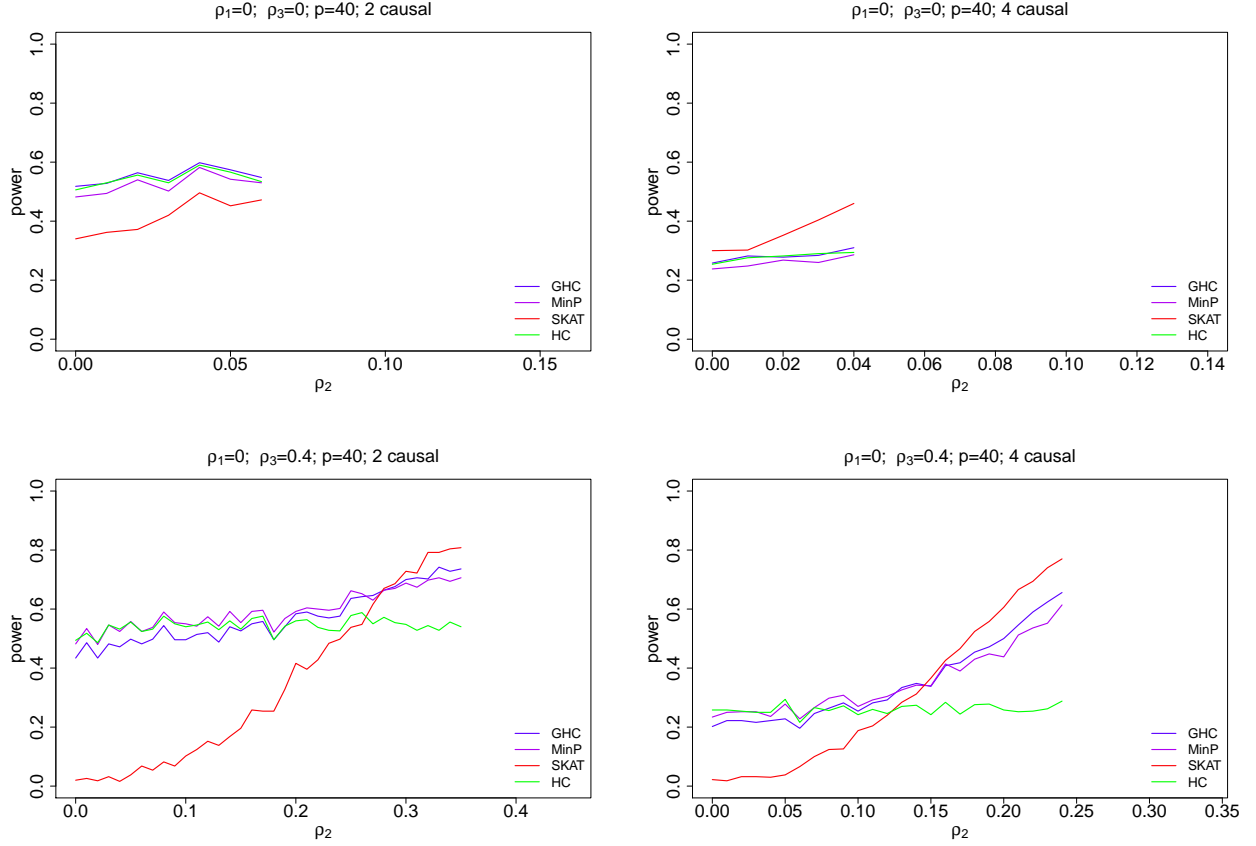 ρ1=0; ρ3=0; p=40; 2 causal
power
0.0 0.2 0.4 0.6 0.8 1.0
GHC
MinP
SKAT
HC
0.00 0.05 0.10 0.15
ρ2
ρ1=0; ρ3=0; p=40; 4 causal
power
0.0 0.2 0.4 0.6 0.8 1.0
GHC
MinP
SKAT
HC
0.00 0.02 0.04 0.06 0.08 0.10 0.12 0.14
ρ2
ρ1=0; ρ3=0.4; p=40; 2 causal
power
0.0 0.2 0.4 0.6 0.8 1.0
GHC
MinP
SKAT
HC
0.0 0.1 0.2 0.3 0.4
ρ2
ρ1=0; ρ3=0.4; p=40; 4 causal
power
0.0 0.2 0.4 0.6 0.8 1.0
GHC
MinP
SKAT
HC
0.00 0.05 0.10 0.15 0.20 0.25 0.30 0.35
ρ2